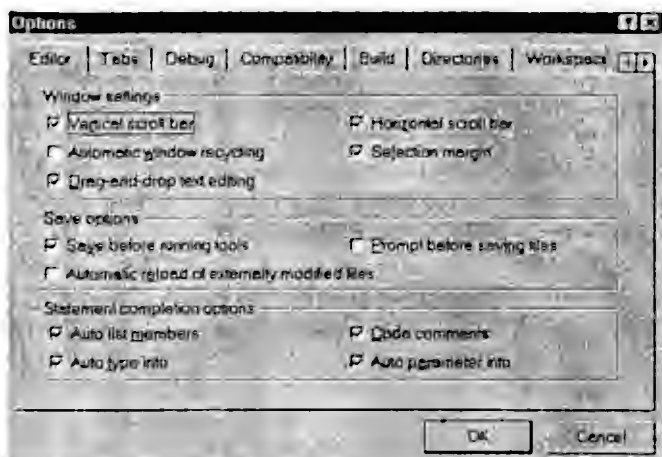 Options
Editor Tabs Debug Compatibility Build Directories Workspace
Window settings
Vertical scroll bar Horizontal scroll bar
Automatic window recycling Selection margin
Drag-and-drop text editing
Save options
Save before running tools Prompt before saving files
Automatic reload of externally modified files
Statement completion options
Auto list members Code comments
Auto type info Auto parameter info
OK Cancel